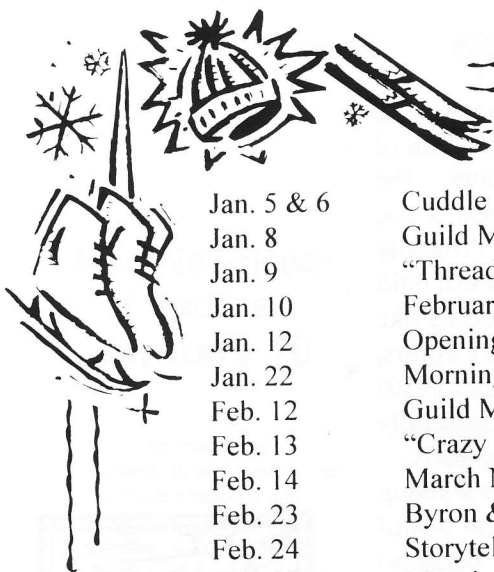 Jan. 5 & 6 Cuddle
Jan. 8 Guild M
Jan. 9 “Thread
Jan. 10 Februar
Jan. 12 Opening
Jan. 22 Morning
Feb. 12 Guild M
Feb. 13 “Crazy
Feb. 14 March
Feb. 23 Byron &
Feb. 24 Storytel